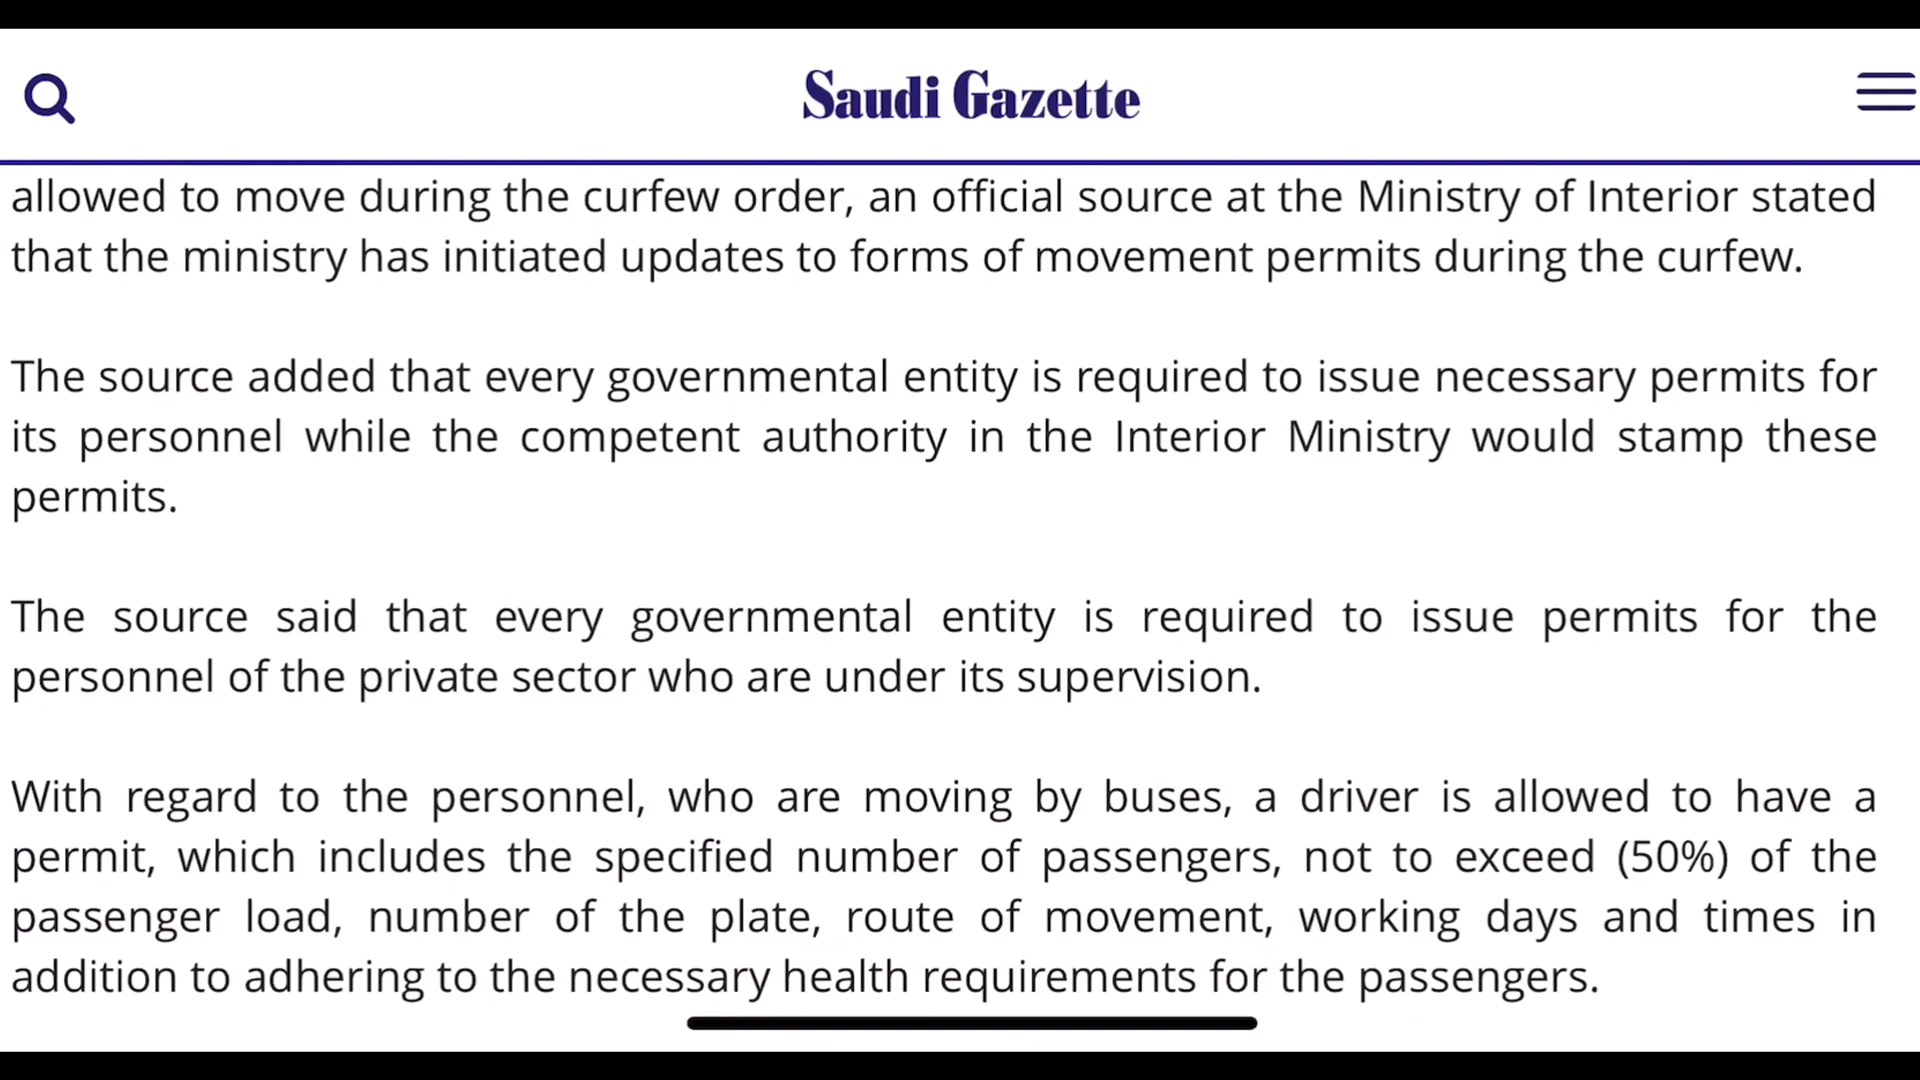 Saudi Gazette
allowed to move during the curfew order, an official source at the Ministry of Interior stated
that the ministry has initiated updates to forms of movement permits during the curfew.
The source added that every governmental entity is required to issue necessary permits for
its personnel while the competent authority in the Interior Ministry would stamp these
permits.
The source said that every governmental entity is required to issue permits for the
personnel of the private sector who are under its supervision.
With regard to the personnel, who are moving by buses, a driver is allowed to have a
permit, which includes the specified number of passengers, not to exceed (50%) of the
passenger load, number of the plate, route of movement, working days and times in
addition to adhering to the necessary health requirements for the passengers.